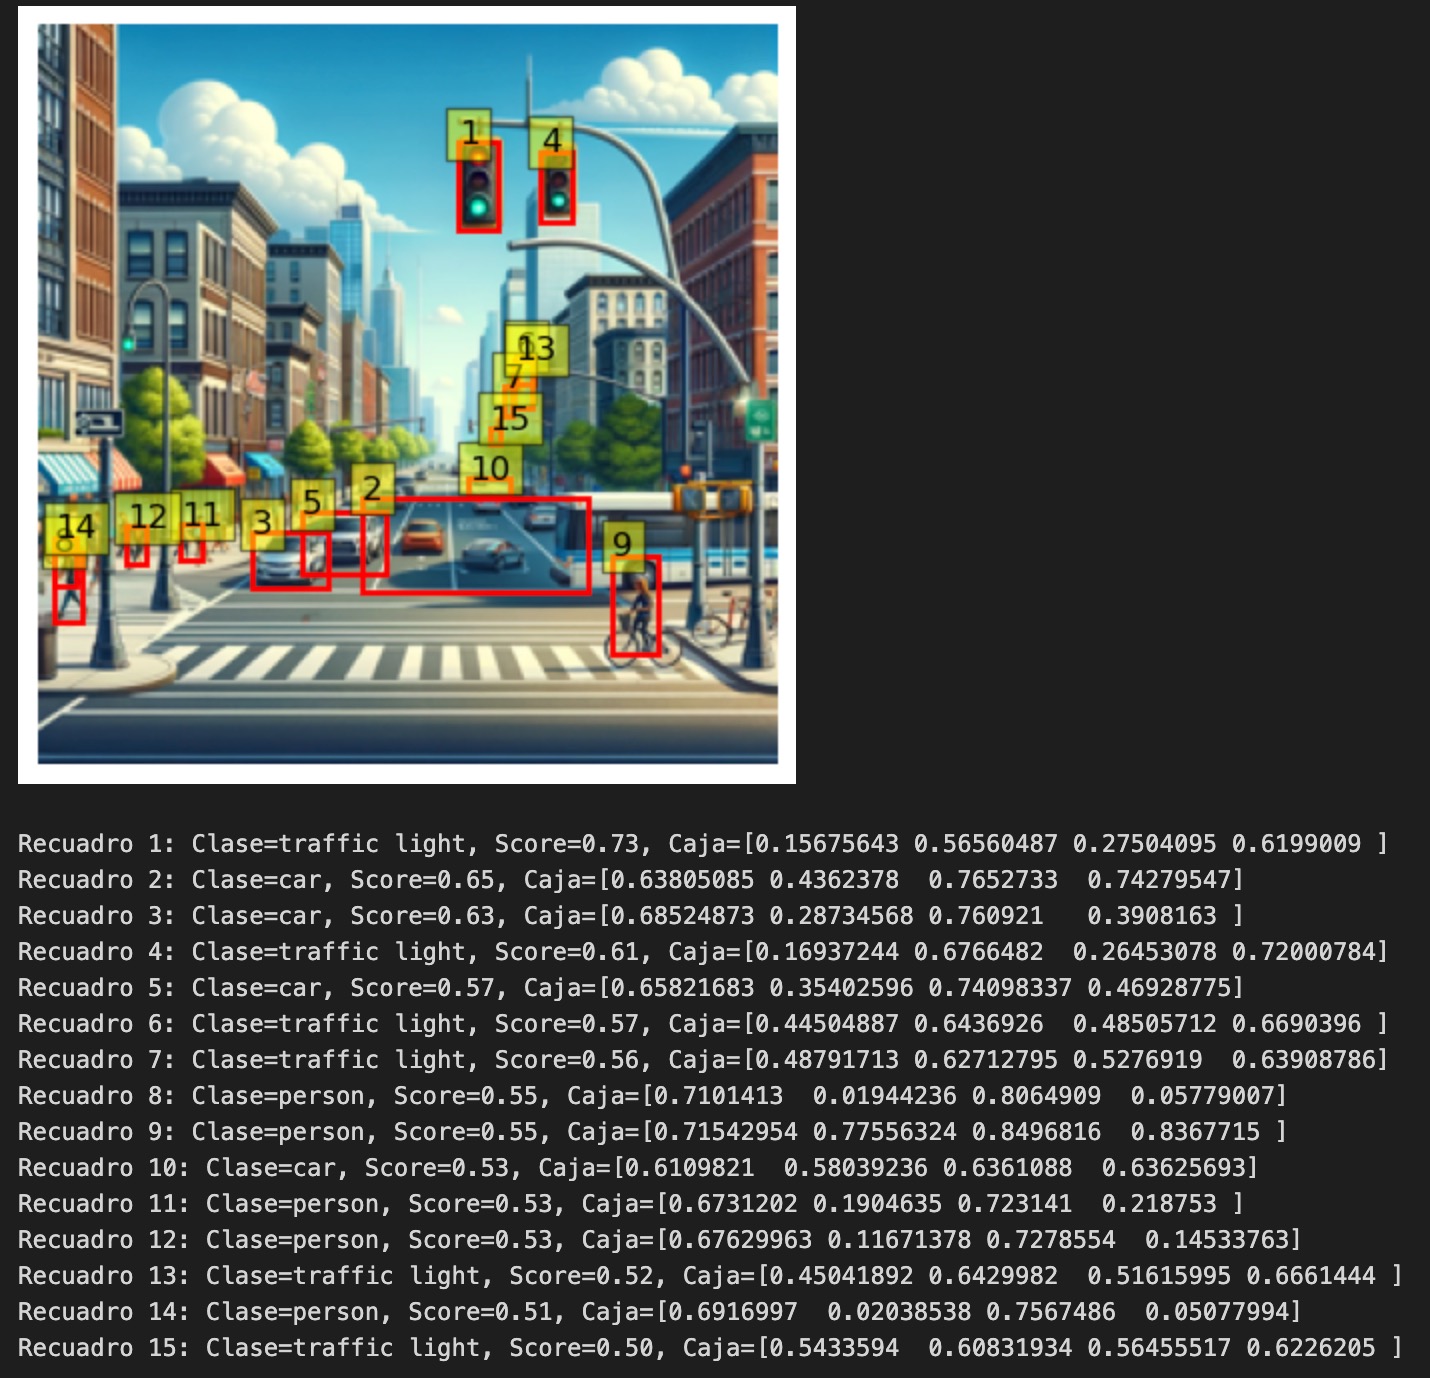 1
4
6
13
7
15
10
2
5
3
11
12
14
8
9
Recuadro 1: Clase=traffic light, Score=0.73, Caja=[0.15675643 0.56560487 0.27504095 0.6199009 ]
Recuadro 2: Clase=car, Score=0.65, Caja=[0.63805085 0.4362378  0.7652733  0.74279547]
Recuadro 3: Clase=car, Score=0.63, Caja=[0.68524873 0.28734568 0.760921   0.3908163 ]
Recuadro 4: Clase=traffic light, Score=0.61, Caja=[0.16937244 0.6766482  0.26453078 0.72000784]
Recuadro 5: Clase=car, Score=0.57, Caja=[0.65821683 0.35402596 0.74098337 0.46928775]
Recuadro 6: Clase=traffic light, Score=0.57, Caja=[0.44504887 0.6436926  0.48505712 0.6690396 ]
Recuadro 7: Clase=traffic light, Score=0.56, Caja=[0.48791713 0.62712795 0.5276919  0.63908786]
Recuadro 8: Clase=person, Score=0.55, Caja=[0.7101413  0.01944236 0.8064909  0.05779007]
Recuadro 9: Clase=person, Score=0.55, Caja=[0.71542954 0.77556324 0.8496816  0.8367715 ]
Recuadro 10: Clase=car, Score=0.53, Caja=[0.6109821  0.58039236 0.6361088  0.63625693]
Recuadro 11: Clase=person, Score=0.53, Caja=[0.6731202 0.1904635 0.723141  0.218753 ]
Recuadro 12: Clase=person, Score=0.53, Caja=[0.67629963 0.11671378 0.7278554  0.14533763]
Recuadro 13: Clase=traffic light, Score=0.52, Caja=[0.45041892 0.6429982  0.51615995 0.6661444 ]
Recuadro 14: Clase=person, Score=0.51, Caja=[0.6916997  0.02038538 0.7567486  0.05077994]
Recuadro 15: Clase=traffic light, Score=0.50, Caja=[0.5433594  0.60831934 0.56455517 0.6226205 ]